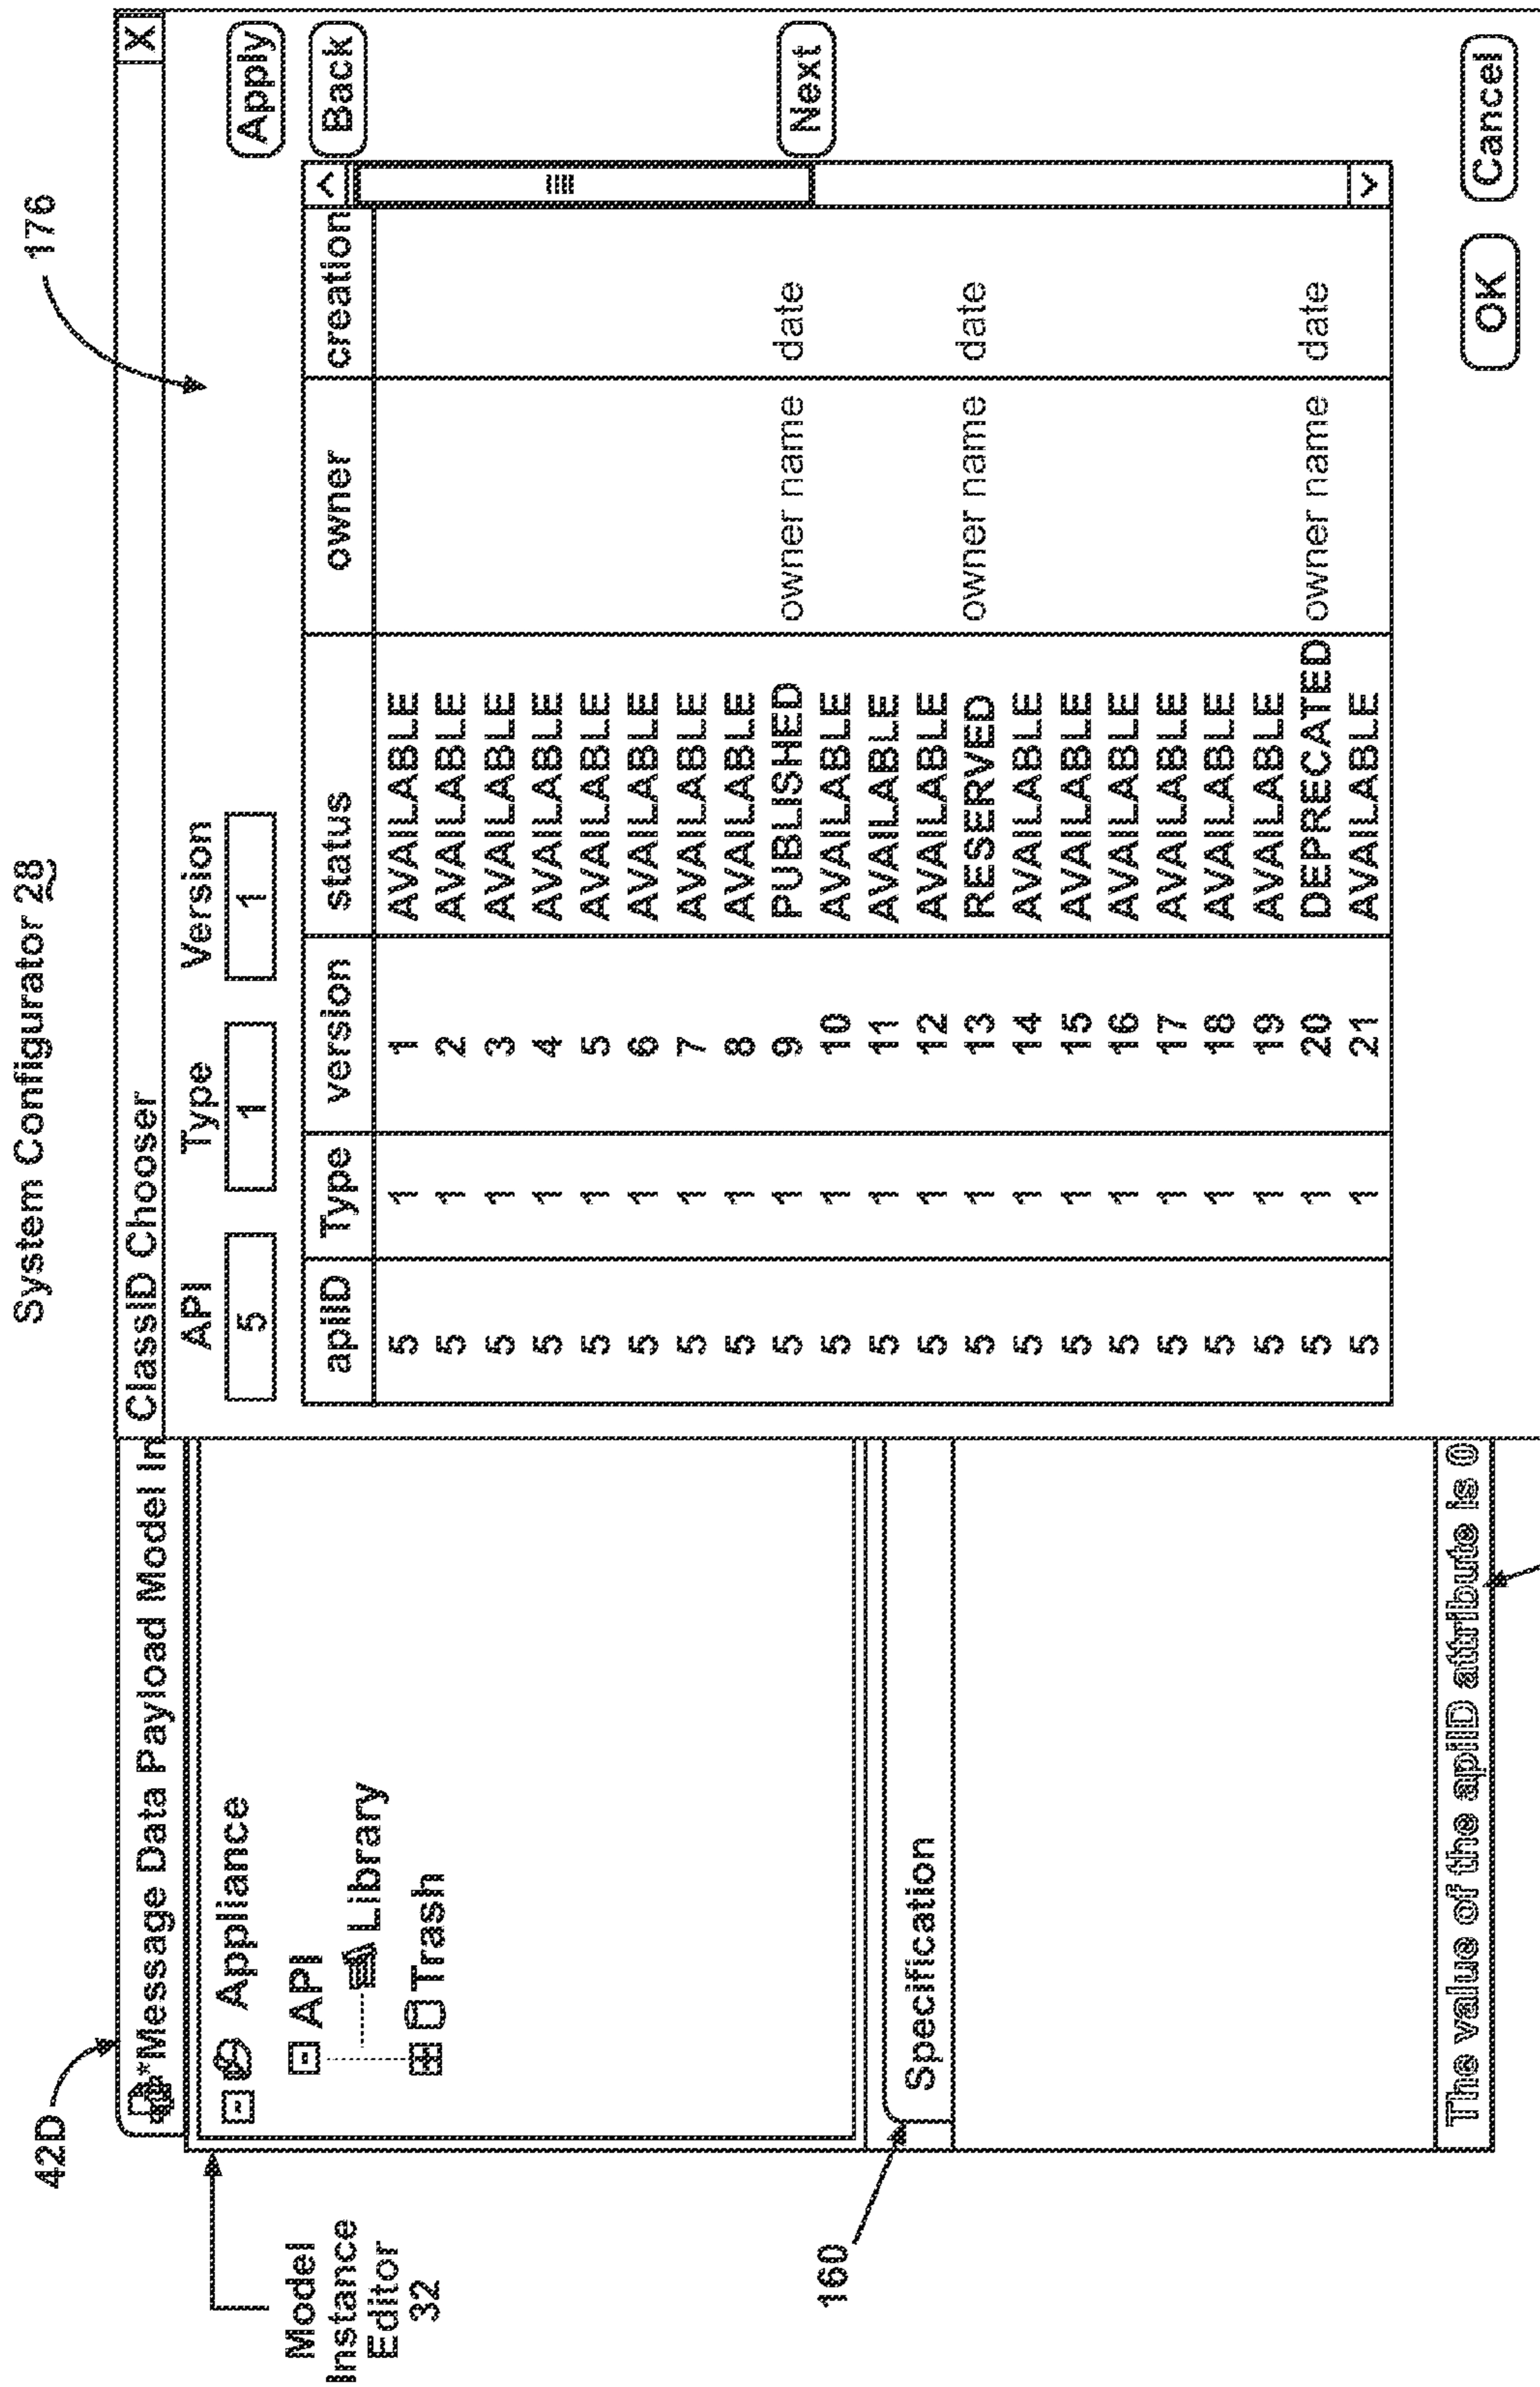 System Configurator 28
176
42D
*Message Data Payload Model In
ClassID Chooser
X
Model
Instance
Editor
32
Appliance
API
Library
Trash
API
Type
Version
5
1
1
Apply
Back
apiID Type version status owner creation
5 1 1 AVAILABLE
5 1 2 AVAILABLE
5 1 3 AVAILABLE
5 1 4 AVAILABLE
5 1 5 AVAILABLE
5 1 6 AVAILABLE
5 1 7 AVAILABLE
5 1 8 AVAILABLE
5 1 9 PUBLISHED owner name date
5 1 10 AVAILABLE
5 1 11 AVAILABLE
5 1 12 AVAILABLE
5 1 13 RESERVED owner name date
5 1 14 AVAILABLE
5 1 15 AVAILABLE
5 1 16 AVAILABLE
5 1 17 AVAILABLE
5 1 18 AVAILABLE
5 1 19 AVAILABLE
5 1 20 DEPRECATED owner name date
5 1 21 AVAILABLE
Next
160
Specification
The value of the apiID attribute is 0
OK
Cancel